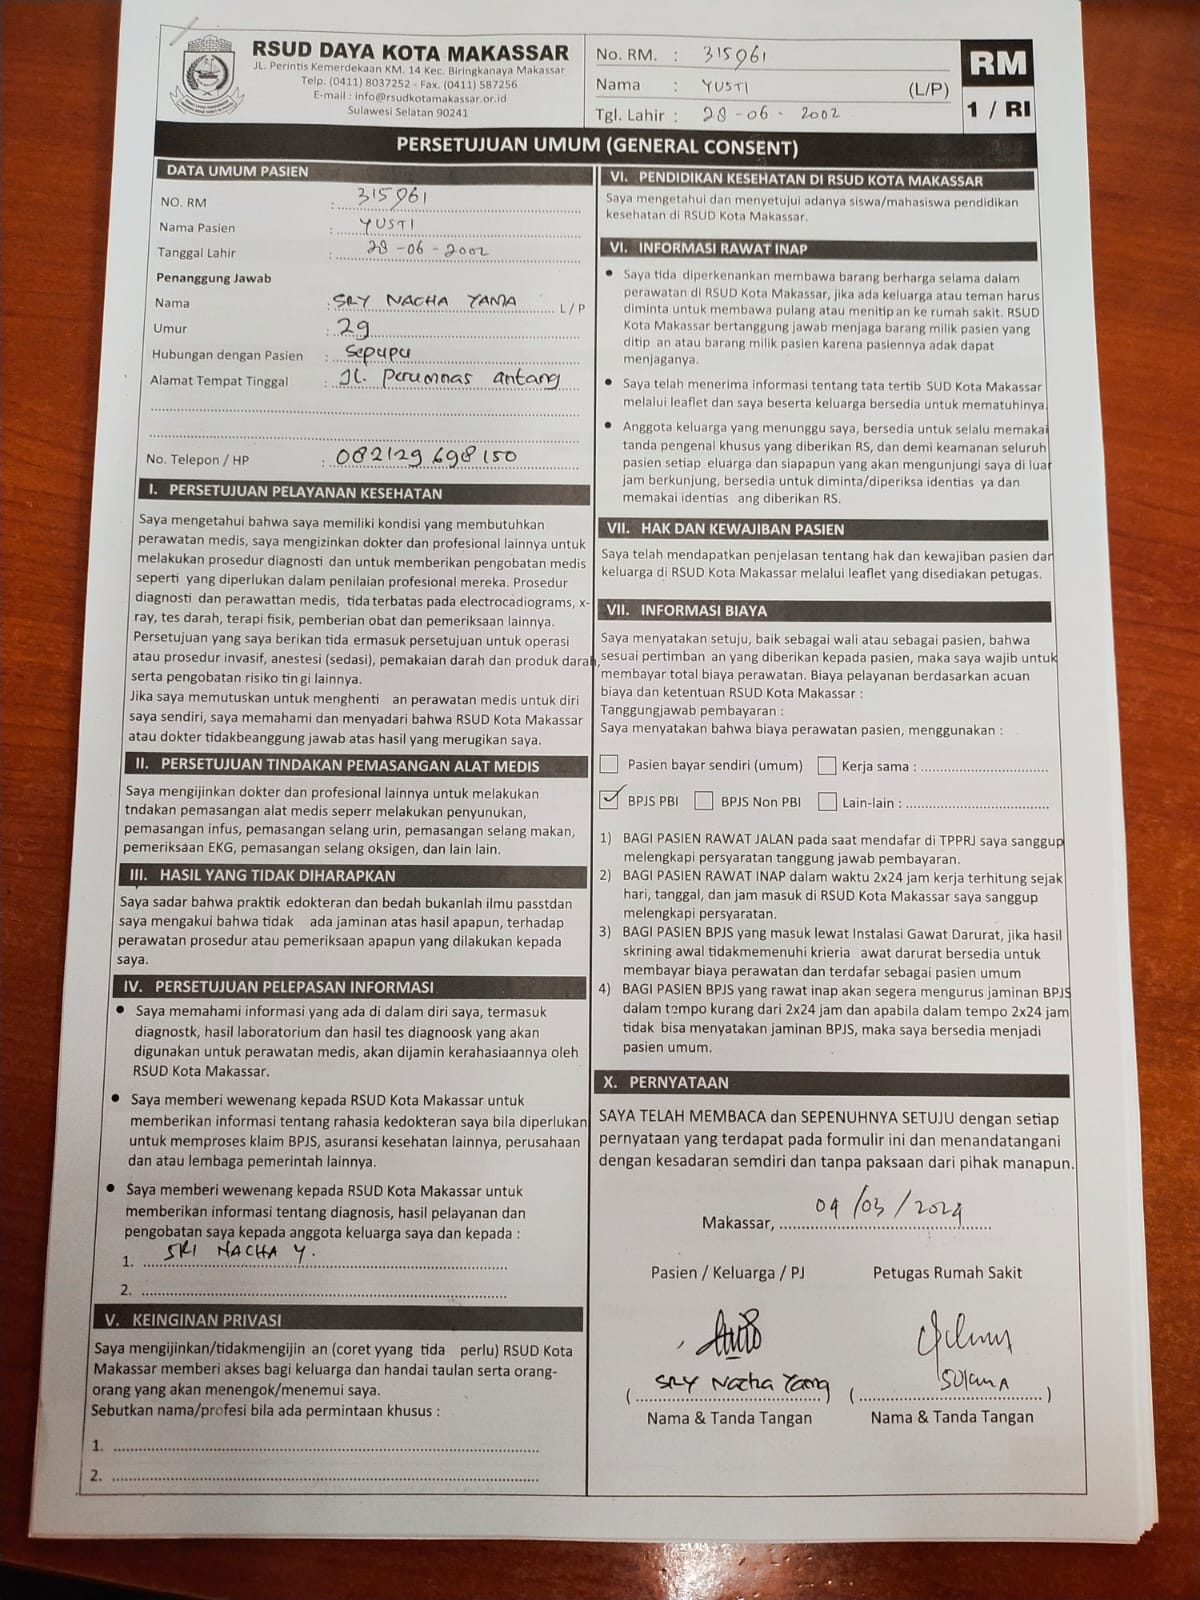 RSUD DAYA KOTA MAKASSAR
JL. Perintis Kemerdekaan KM. 14 Kec. Biringkanaya Makassar
Telp. (0411) 8037252 - Fax. (0411) 587256
E-mail : info@rsudkotamakassar.or.id
Sulawesi Selatan 90241
No. RM. : 315961
Nama : YUSTI (L/P)
Tgl. Lahir : 28-06-2002
RM
1 / RI
PERSETUJUAN UMUM (GENERAL CONSENT)
DATA UMUM PASIEN
NO. RM : 315961
Nama Pasien : YUSTI
Tanggal Lahir : 28-06-2002
Penanggung Jawab
Nama : SRY NACHA YAMA L / P
Umur : 29
Hubungan dengan Pasien : Sepupu
Alamat Tempat Tinggal : Jl. Perumnas antang
No. Telepon / HP : 082129698150
I. PERSETUJUAN PELAYANAN KESEHATAN
Saya mengetahui bahwa saya memiliki kondisi yang membutuhkan
perawatan medis, saya mengizinkan dokter dan profesional lainnya untuk
melakukan prosedur diagnosti dan untuk memberikan pengobatan medis
seperti yang diperlukan dalam penilaian profesional mereka. Prosedur
diagnosti dan perawattan medis, tida terbatas pada electrocadiograms, x-
ray, tes darah, terapi fisik, pemberian obat dan pemeriksaan lainnya.
Persetujuan yang saya berikan tida ermasuk persetujuan untuk operasi
atau prosedur invasif, anestesi (sedasi), pemakaian darah dan produk darah,
serta pengobatan risiko tin gi lainnya.
Jika saya memutuskan untuk menghenti an perawatan medis untuk diri
saya sendiri, saya memahami dan menyadari bahwa RSUD Kota Makassar
atau dokter tidakbeanggung jawab atas hasil yang merugikan saya.
II. PERSETUJUAN TINDAKAN PEMASANGAN ALAT MEDIS
Saya mengijinkan dokter dan profesional lainnya untuk melakukan
tndakan pemasangan alat medis seperr melakukan penyunukan,
pemasangan infus, pemasangan selang urin, pemasangan selang makan,
pemeriksaan EKG, pemasangan selang oksigen, dan lain lain.
III. HASIL YANG TIDAK DIHARAPKAN
Saya sadar bahwa praktik edokteran dan bedah bukanlah ilmu passtdan
saya mengakui bahwa tidak ada jaminan atas hasil apapun, terhadap
perawatan prosedur atau pemeriksaan apapun yang dilakukan kepada
saya.
IV. PERSETUJUAN PELEPASAN INFORMASI
• Saya memahami informasi yang ada di dalam diri saya, termasuk
diagnostk, hasil laboratorium dan hasil tes diagnoosk yang akan
digunakan untuk perawatan medis, akan dijamin kerahasiaannya oleh
RSUD Kota Makassar.
• Saya memberi wewenang kepada RSUD Kota Makassar untuk
memberikan informasi tentang rahasia kedokteran saya bila diperlukan
untuk memproses klaim BPJS, asuransi kesehatan lainnya, perusahaan
dan atau lembaga pemerintah lainnya.
• Saya memberi wewenang kepada RSUD Kota Makassar untuk
memberikan informasi tentang diagnosis, hasil pelayanan dan
pengobatan saya kepada anggota keluarga saya dan kepada :
1. SRI NACHA Y.
2.
V. KEINGINAN PRIVASI
Saya mengijinkan/tidakmengijin an (coret yyang tida perlu) RSUD Kota
Makassar memberi akses bagi keluarga dan handai taulan serta orang-
orang yang akan menengok/menemui saya.
Sebutkan nama/profesi bila ada permintaan khusus :
1.
2.
VI. PENDIDIKAN KESEHATAN DI RSUD KOTA MAKASSAR
Saya mengetahui dan menyetujui adanya siswa/mahasiswa pendidikan
kesehatan di RSUD Kota Makassar.
VI. INFORMASI RAWAT INAP
• Saya tida diperkenankan membawa barang berharga selama dalam
perawatan di RSUD Kota Makassar, jika ada keluarga atau teman harus
diminta untuk membawa pulang atau menitip an ke rumah sakit. RSUD
Kota Makassar bertanggung jawab menjaga barang milik pasien yang
ditip an atau barang milik pasien karena pasiennya adak dapat
menjaganya.
• Saya telah menerima informasi tentang tata tertib SUD Kota Makassar
melalui leaflet dan saya beserta keluarga bersedia untuk mematuhinya.
• Anggota keluarga yang menunggu saya, bersedia untuk selalu memakai
tanda pengenal khusus yang diberikan RS, dan demi keamanan seluruh
pasien setiap eluarga dan siapapun yang akan mengunjungi saya di luar
jam berkunjung, bersedia untuk diminta/diperiksa identias ya dan
memakai identias ang diberikan RS.
VII. HAK DAN KEWAJIBAN PASIEN
Saya telah mendapatkan penjelasan tentang hak dan kewajiban pasien dan
keluarga di RSUD Kota Makassar melalui leaflet yang disediakan petugas.
VII. INFORMASI BIAYA
Saya menyatakan setuju, baik sebagai wali atau sebagai pasien, bahwa
sesuai pertimban an yang diberikan kepada pasien, maka saya wajib untuk
membayar total biaya perawatan. Biaya pelayanan berdasarkan acuan
biaya dan ketentuan RSUD Kota Makassar :
Tanggungjawab pembayaran :
Saya menyatakan bahwa biaya perawatan pasien, menggunakan :
Pasien bayar sendiri (umum) Kerja sama :
✓ BPJS PBI BPJS Non PBI Lain-lain :
1) BAGI PASIEN RAWAT JALAN pada saat mendafar di TPPRJ saya sanggup
melengkapi persyaratan tanggung jawab pembayaran.
2) BAGI PASIEN RAWAT INAP dalam waktu 2x24 jam kerja terhitung sejak
hari, tanggal, dan jam masuk di RSUD Kota Makassar saya sanggup
melengkapi persyaratan.
3) BAGI PASIEN BPJS yang masuk lewat Instalasi Gawat Darurat, jika hasil
skrining awal tidakmemenuhi krieria awat darurat bersedia untuk
membayar biaya perawatan dan terdafar sebagai pasien umum
4) BAGI PASIEN BPJS yang rawat inap akan segera mengurus jaminan BPJS
dalam tempo kurang dari 2x24 jam dan apabila dalam tempo 2x24 jam
tidak bisa menyatakan jaminan BPJS, maka saya bersedia menjadi
pasien umum.
X. PERNYATAAN
SAYA TELAH MEMBACA dan SEPENUHNYA SETUJU dengan setiap
pernyataan yang terdapat pada formulir ini dan menandatangani
dengan kesadaran semdiri dan tanpa paksaan dari pihak manapun.
Makassar, 04/03/2024
Pasien / Keluarga / PJ Petugas Rumah Sakit
(SRY Nacha Yang) (SUIANA)
Nama & Tanda Tangan Nama & Tanda Tangan